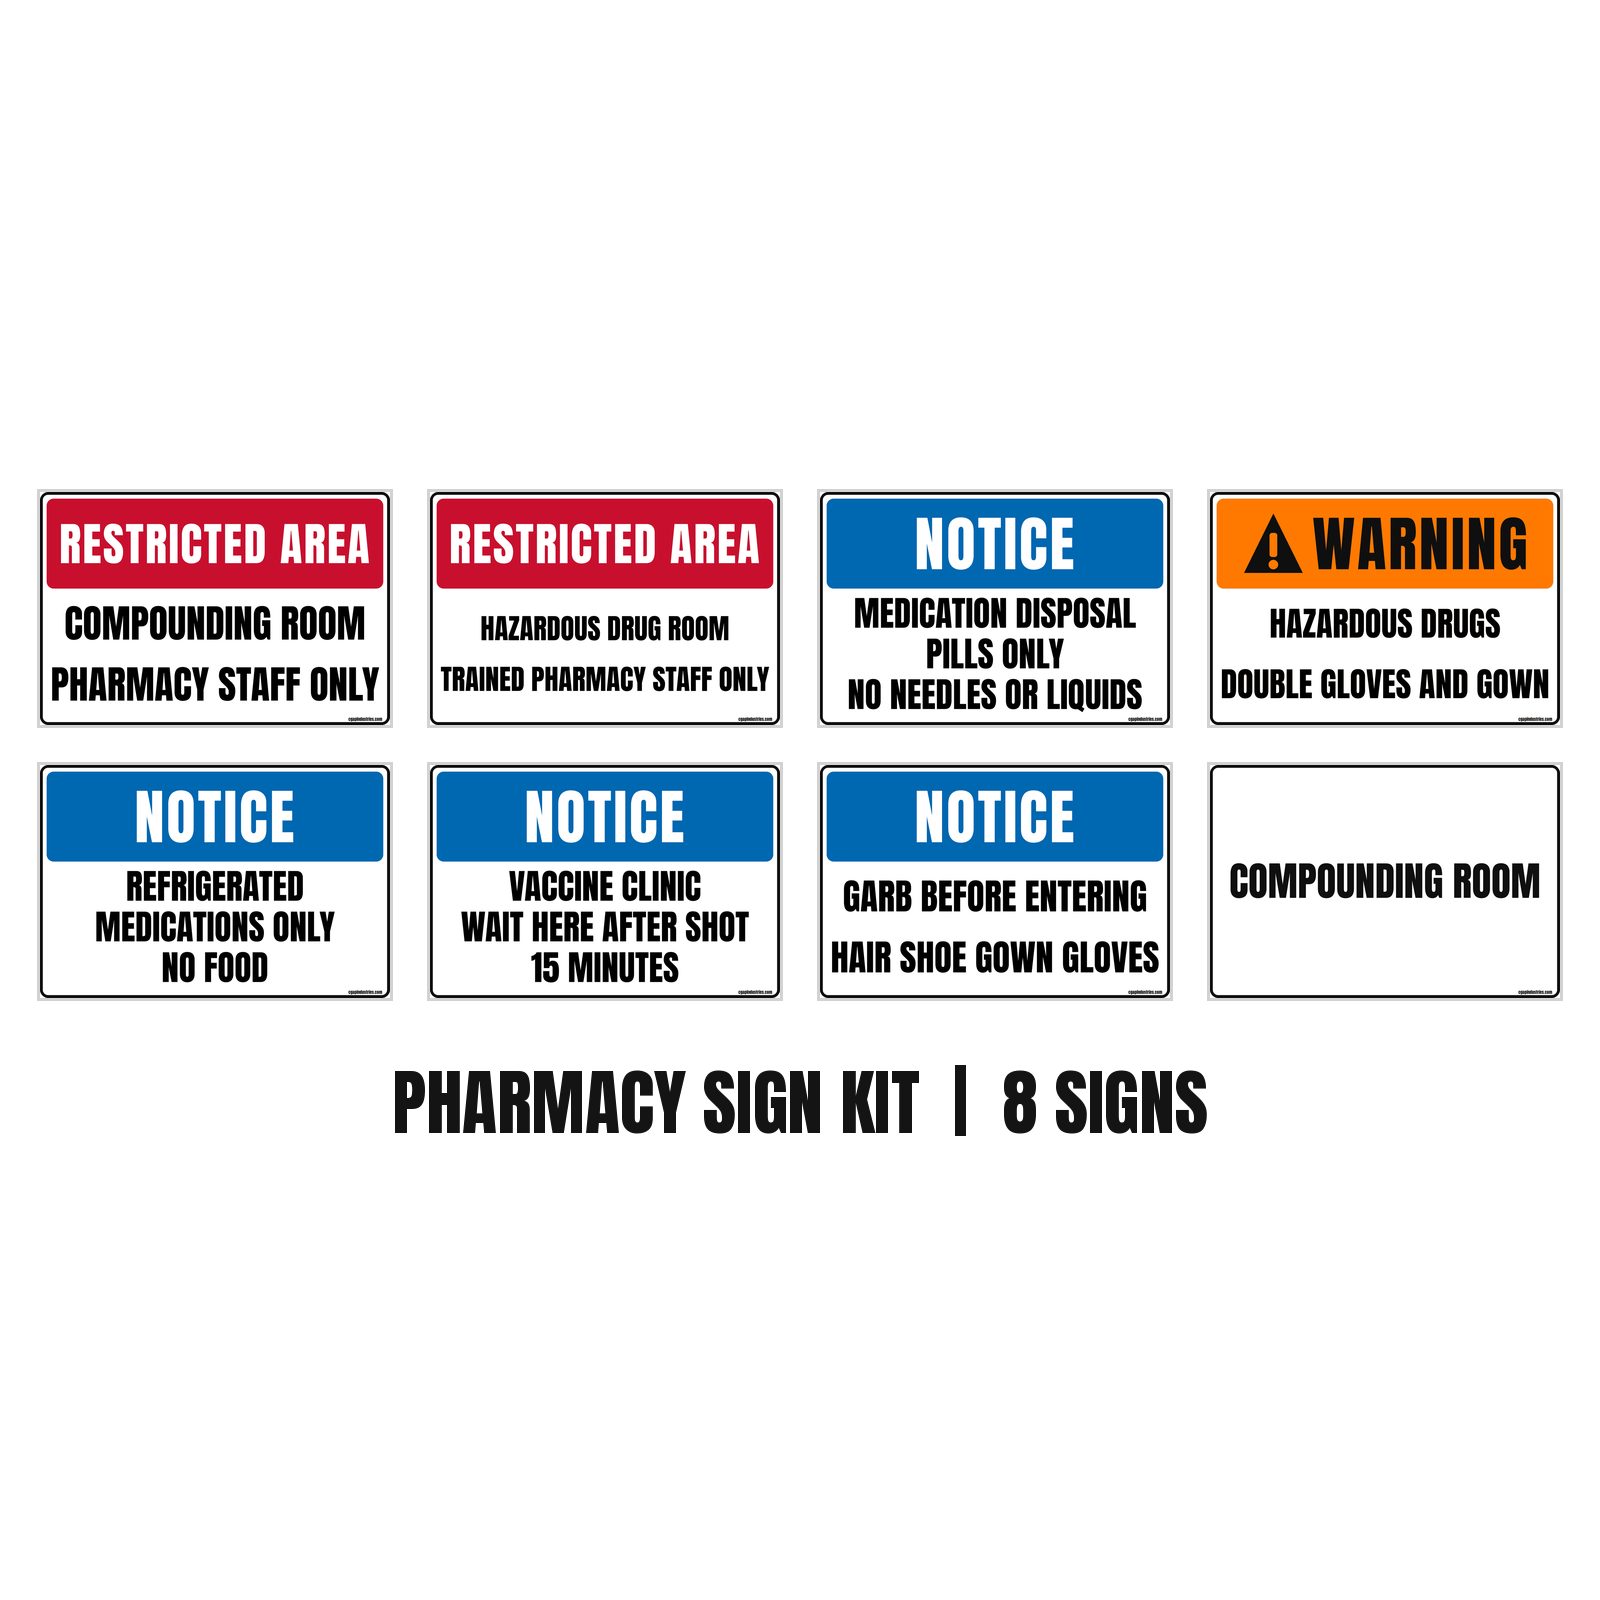 RESTRICTED AREA
COMPOUNDING ROOM
PHARMACY STAFF ONLY
cgaphindustries.com
RESTRICTED AREA
HAZARDOUS DRUG ROOM
TRAINED PHARMACY STAFF ONLY
NOTICE
MEDICATION DISPOSAL
PILLS ONLY
NO NEEDLES OR LIQUIDS
WARNING
HAZARDOUS DRUGS
DOUBLE GLOVES AND GOWN
NOTICE
REFRIGERATED
MEDICATIONS ONLY
NO FOOD
NOTICE
VACCINE CLINIC
WAIT HERE AFTER SHOT
15 MINUTES
NOTICE
GARB BEFORE ENTERING
HAIR SHOE GOWN GLOVES
COMPOUNDING ROOM
PHARMACY SIGN KIT | 8 SIGNS